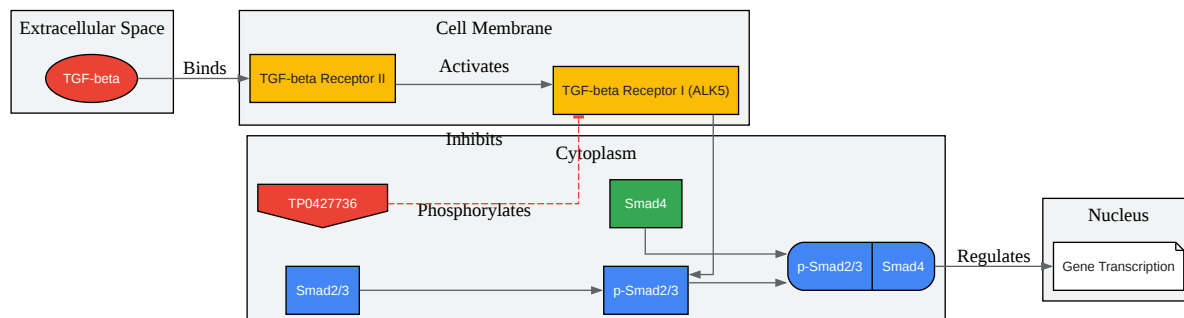 Extracellular Space
TGF-beta
Binds
Cell Membrane
TGF-beta Receptor II
Activates
TGF-beta Receptor I (ALK5)
Inhibits
Cytoplasm
TP0427736
Phosphorylates
Smad4
Smad2/3
p-Smad2/3
p-Smad2/3
Smad4
Regulates
Nucleus
Gene Transcription